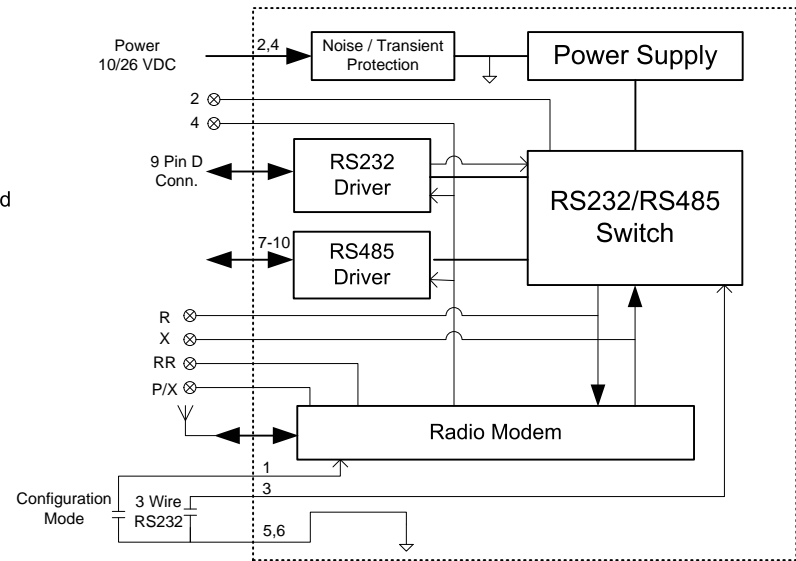 Power
10/26 VDC
2,4
Noise / Transient
Protection
Power Supply
2
4
9 Pin D
Conn.
RS232
Driver
d
RS232/RS485
Switch
7-10
RS485
Driver
R
X
RR
P/X
Radio Modem
1
3
Configuration
Mode
3 Wire
RS232
5,6